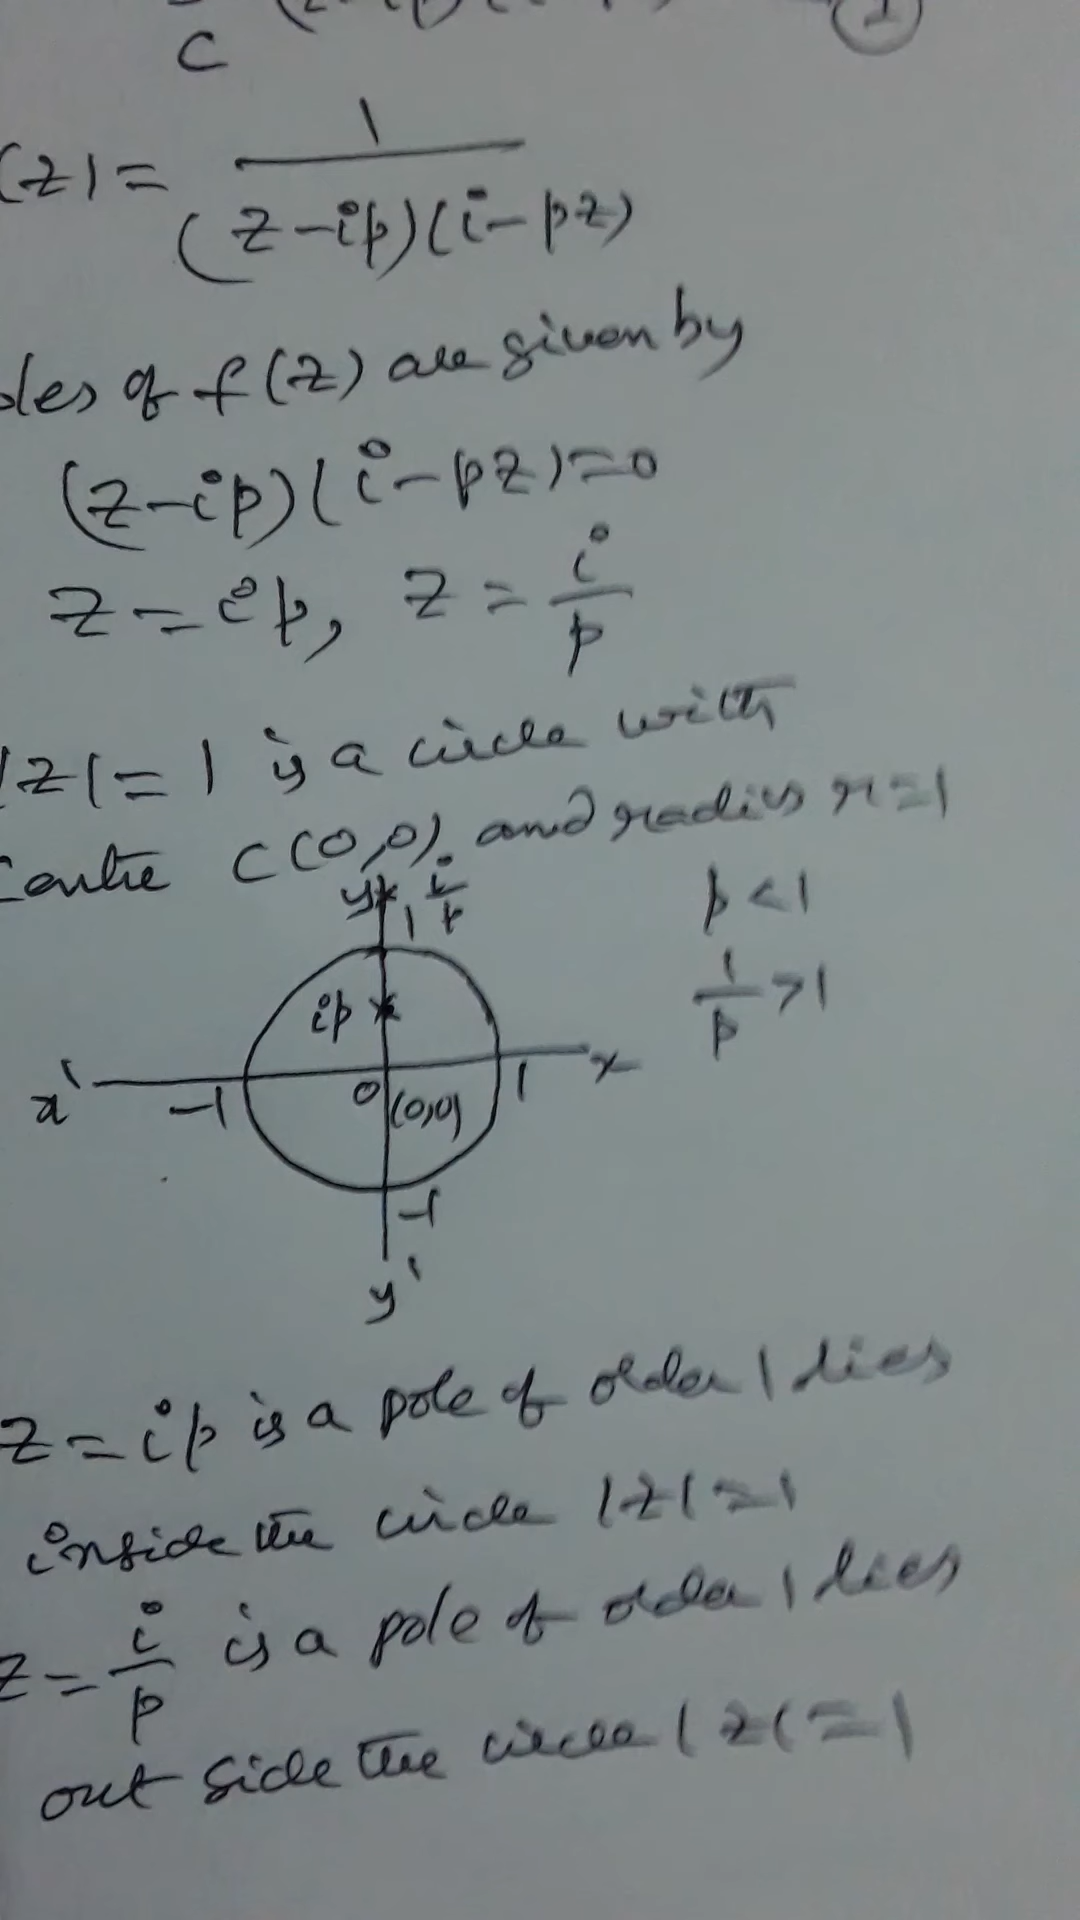 C
(z) = 1 / (z-ip)(i-pz)
oles of f(z) are given by
(z-ip)(i-pz)=0
z=ip, z=i/p
|z|=1 is a circle with
Centre C(0,0). and radius r=1
y 1 i/p
p<1
1/p >1
ip
x' -1 0 (0,0) 1 x
-1
y'
z=ip is a pole of order 1 lies
inside the circle |z|=1
z=i/p is a pole of order 1 lies
out side the circle |z|=1